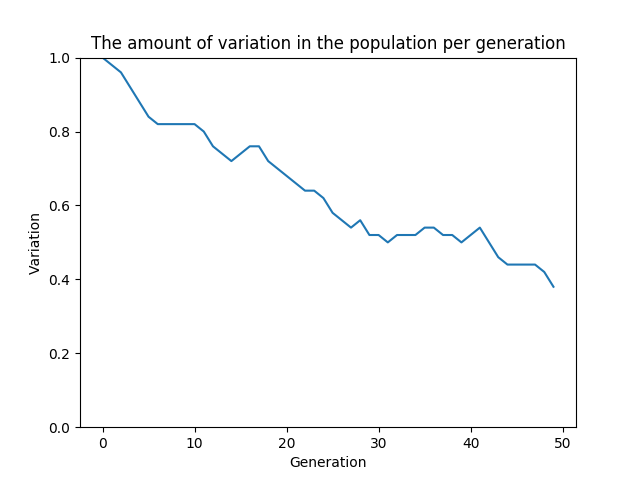 The amount of variation in the population per generation
1.0
0.8
0.6
0.4
0.2
0.0
Variation
0 10 20 30 40 50
Generation